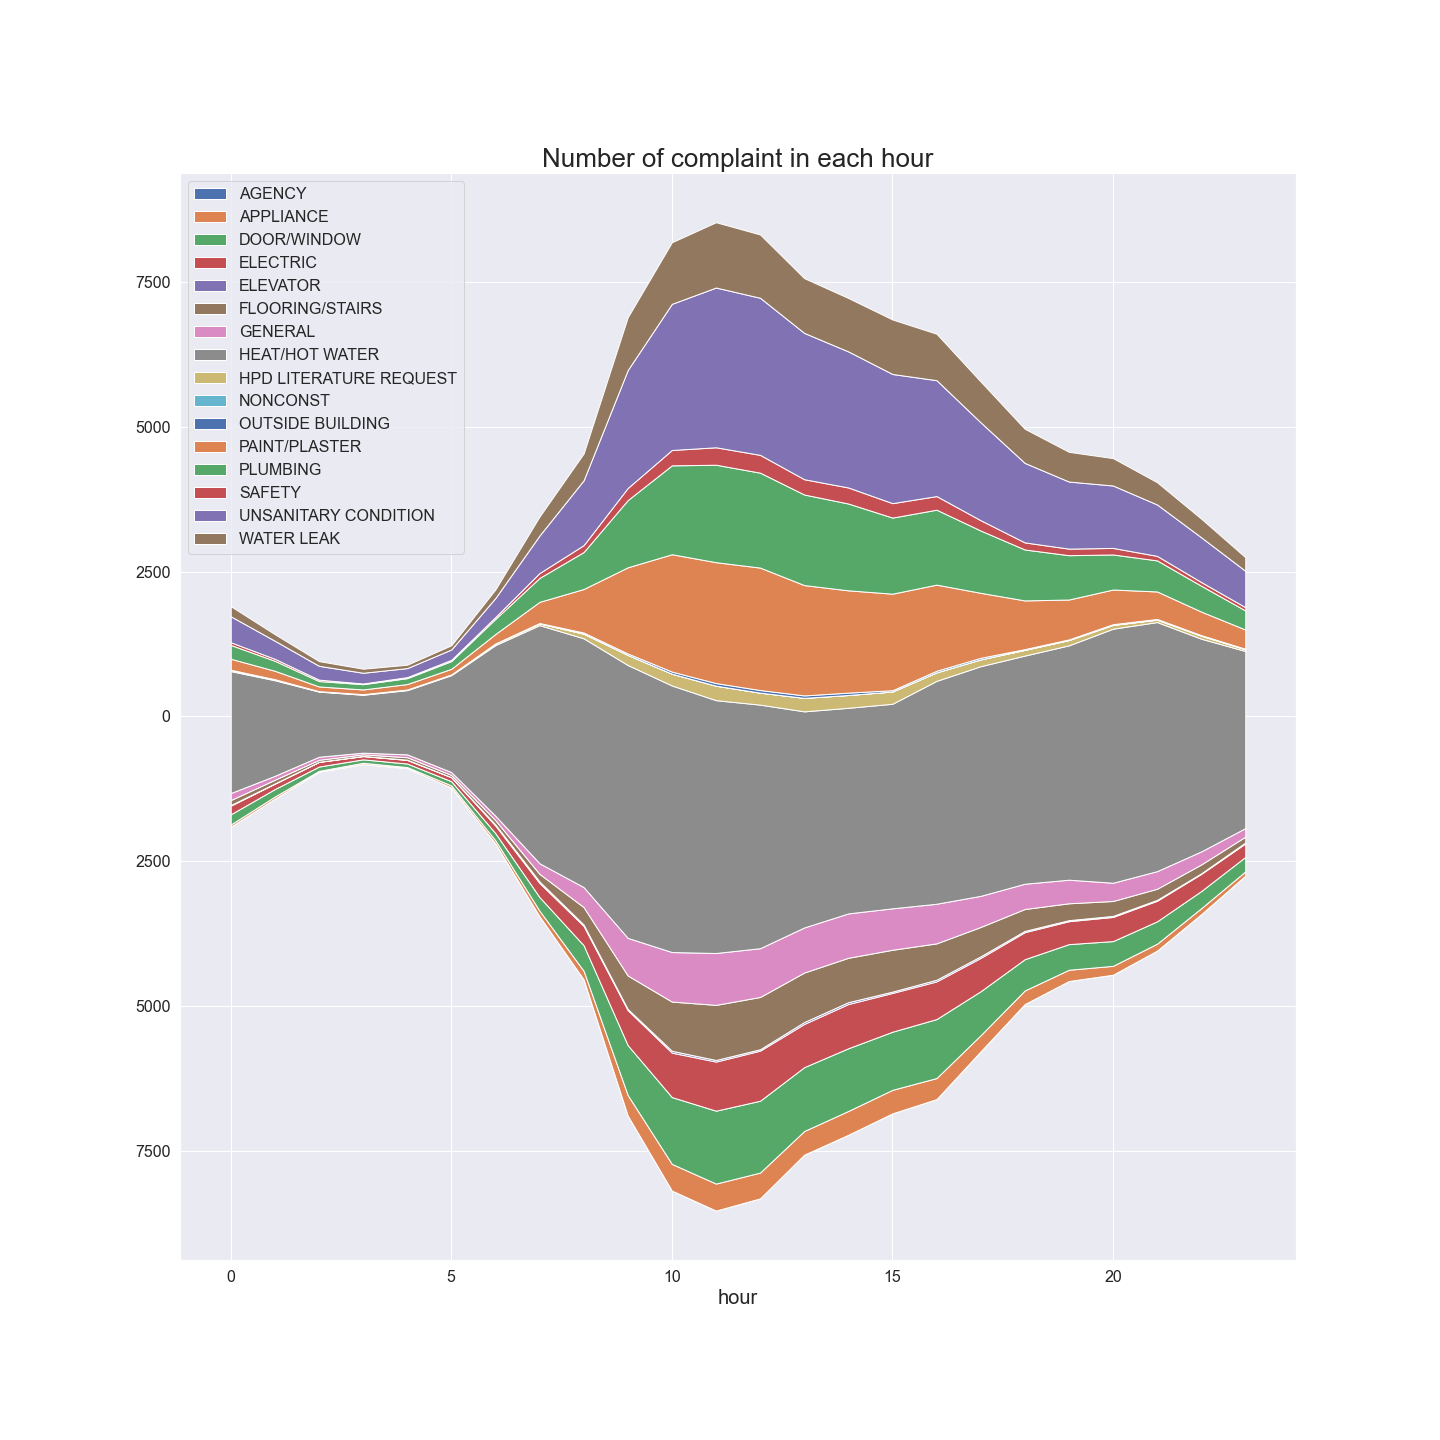 Number of complaint in each hour
AGENCY
APPLIANCE
DOOR/WINDOW
ELECTRIC
ELEVATOR
FLOORING/STAIRS
GENERAL
HEAT/HOT WATER
HPD LITERATURE REQUEST
NONCONST
OUTSIDE BUILDING
PAINT/PLASTER
PLUMBING
SAFETY
UNSANITARY CONDITION
WATER LEAK
7500
5000
2500
0
2500
5000
7500
0 5 10 15 20
hour